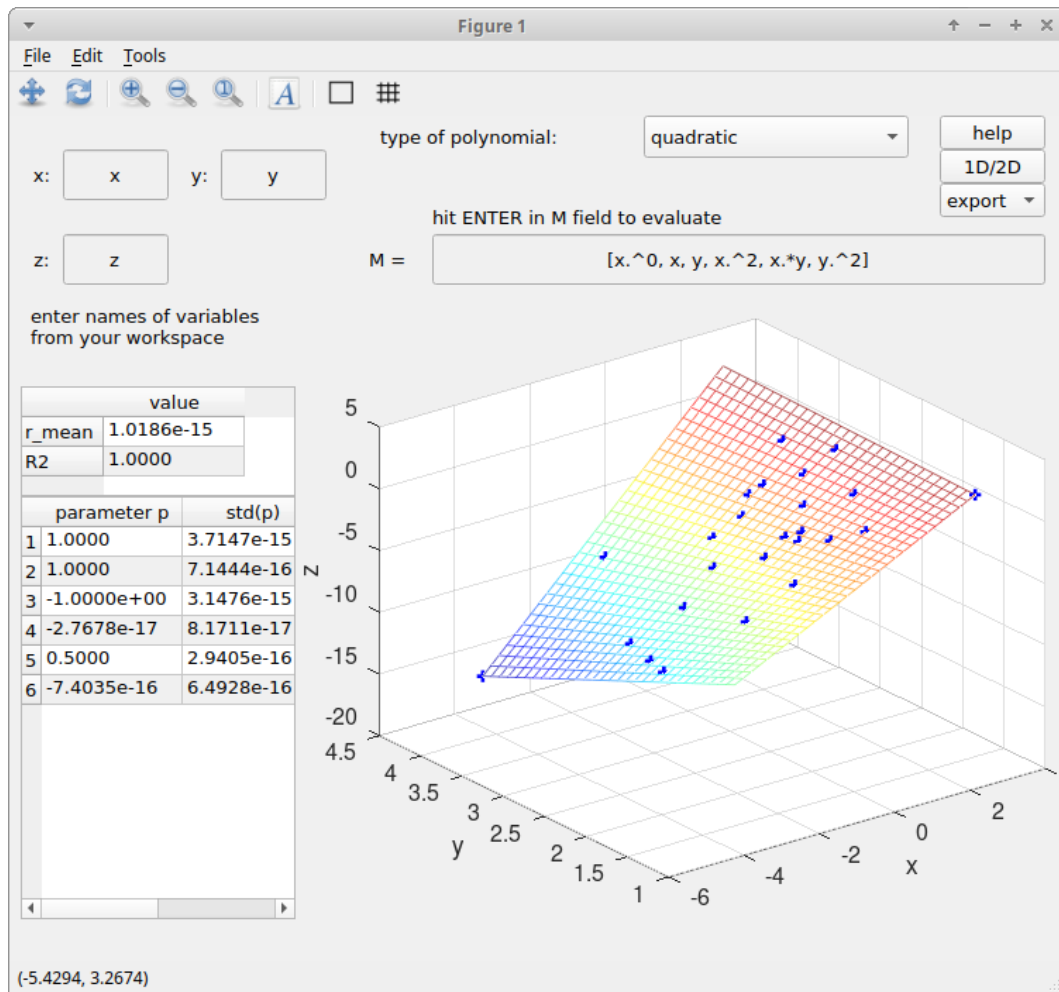 Figure 1
File Edit Tools
A
type of polynomial: quadratic help
x: x y: y 1D/2D
export
hit ENTER in M field to evaluate
z: z M = [x.^0, x, y, x.^2, x.*y, y.^2]
enter names of variables
from your workspace
value
r_mean 1.0186e-15
R2 1.0000
parameter p std(p)
1 1.0000 3.7147e-15
2 1.0000 7.1444e-16
3 -1.0000e+00 3.1476e-15
4 -2.7678e-17 8.1711e-17
5 0.5000 2.9405e-16
6 -7.4035e-16 6.4928e-16
5
0
-5
-10
-15
-20
z
4.5
4
3.5
3
2.5
2
1.5
1
y
-6
-4
-2
0
2
x
(-5.4294, 3.2674)